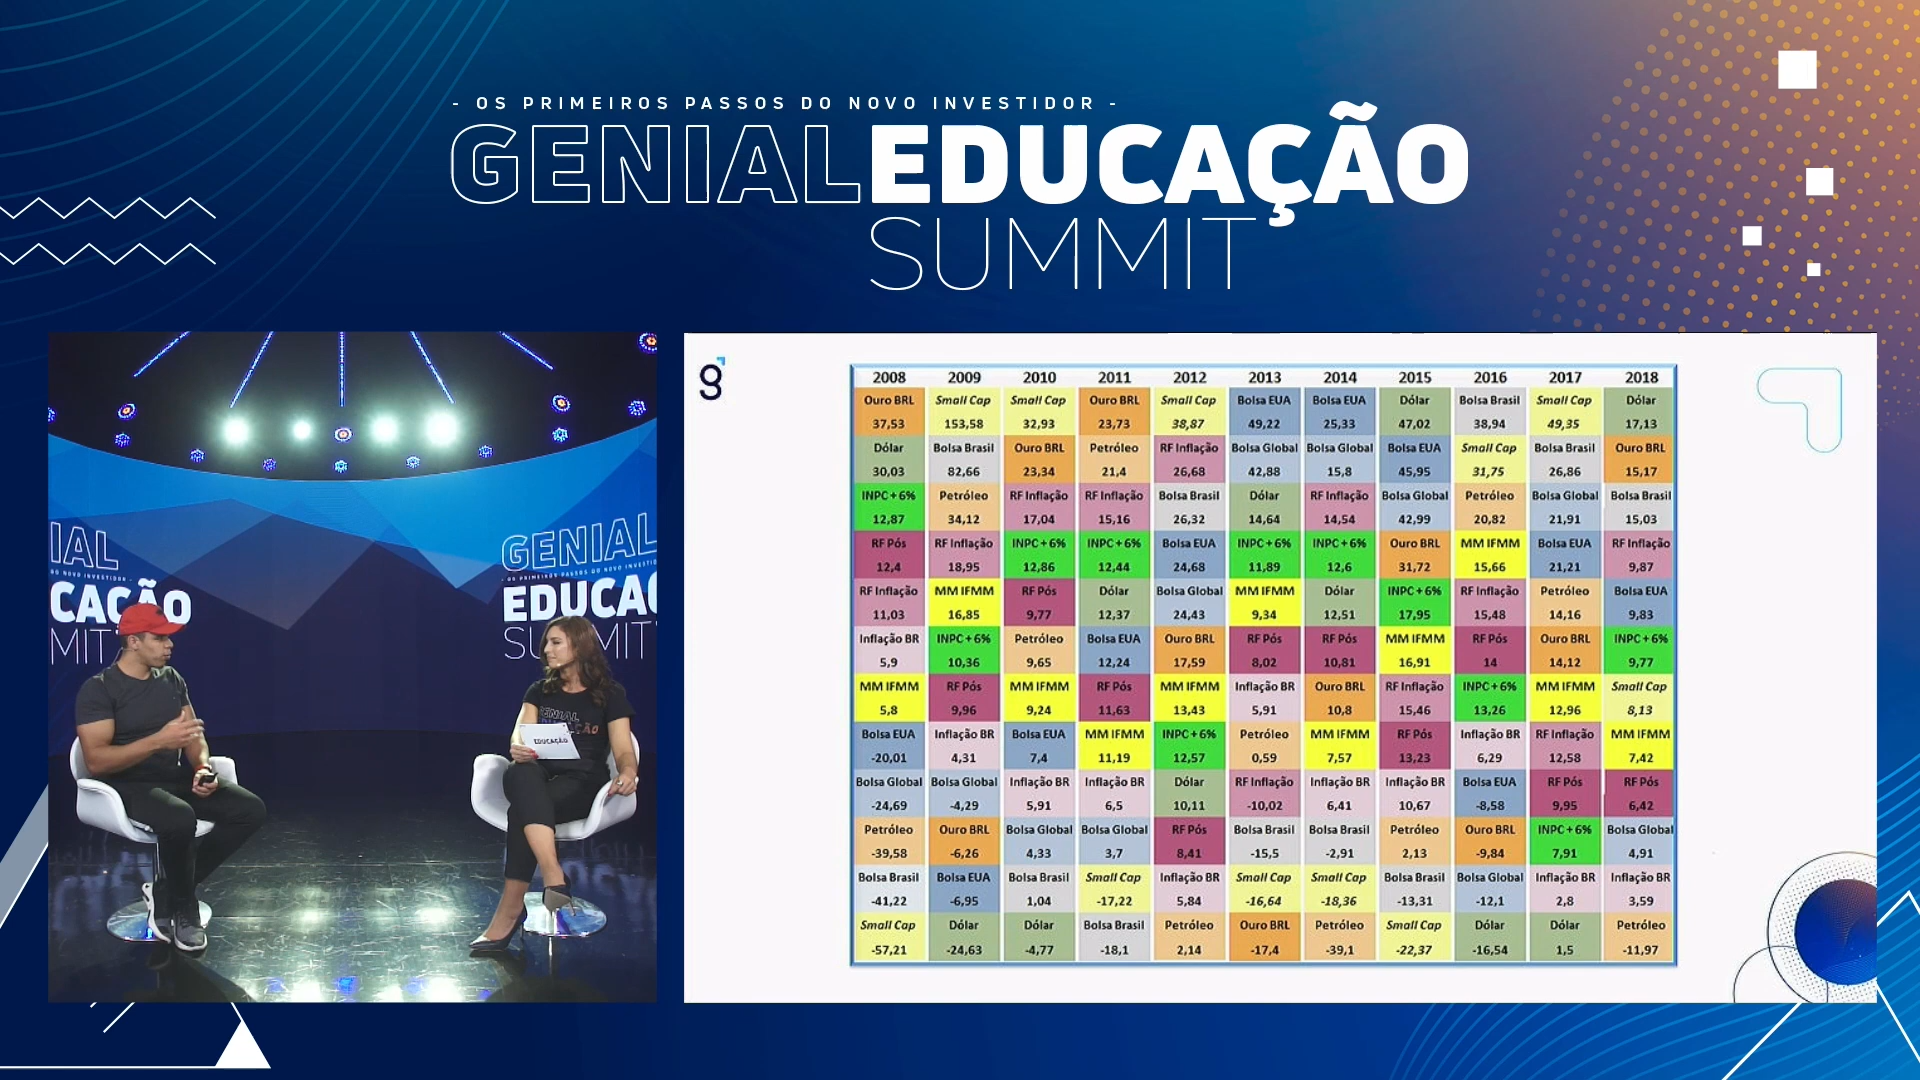 - OS PRIMEIROS PASSOS DO NOVO INVESTIDOR -
GENIALEDUCAÇÃO
SUMMIT
IAL
CAÇÃO
MIT
GENIAL
- OS PRIMEIROS PASSOS DO NOVO INVESTIDOR -
EDUCAÇ
SUMMIT
GENIAL
EDUCAÇÃO
g
2008 2009 2010 2011 2012 2013 2014 2015 2016 2017 2018
Ouro BRL Small Cap Small Cap Ouro BRL Small Cap Bolsa EUA Bolsa EUA Dólar Bolsa Brasil Small Cap Dólar
37,53 153,58 32,93 23,73 38,87 49,22 25,33 47,02 38,94 49,35 17,13
Dólar Bolsa Brasil Ouro BRL Petróleo RF Inflação Bolsa Global Bolsa Global Bolsa EUA Small Cap Bolsa Brasil Ouro BRL
30,03 82,66 23,34 21,4 26,68 42,88 15,8 45,95 31,75 26,86 15,17
INPC + 6% Petróleo RF Inflação RF Inflação Bolsa Brasil Dólar RF Inflação Bolsa Global Petróleo Bolsa Global Bolsa Brasil
12,87 34,12 17,04 15,16 26,32 14,64 14,54 42,99 20,82 21,91 15,03
RF Pós RF Inflação INPC + 6% INPC + 6% Bolsa EUA INPC + 6% INPC + 6% Ouro BRL MM IFMM Bolsa EUA RF Inflação
12,4 18,95 12,86 12,44 24,68 11,89 12,6 31,72 15,66 21,21 9,87
RF Inflação MM IFMM RF Pós Dólar Bolsa Global MM IFMM Dólar INPC + 6% RF Inflação Petróleo Bolsa EUA
11,03 16,85 9,77 12,37 24,43 9,34 12,51 17,95 15,48 14,16 9,83
Inflação BR INPC + 6% Petróleo Bolsa EUA Ouro BRL RF Pós RF Pós MM IFMM RF Pós Ouro BRL INPC + 6%
5,9 10,36 9,65 12,24 17,59 8,02 10,81 16,91 14 14,12 9,77
MM IFMM RF Pós MM IFMM RF Pós MM IFMM Inflação BR Ouro BRL RF Inflação INPC + 6% MM IFMM Small Cap
5,8 9,96 9,24 11,63 13,43 5,91 10,8 15,46 13,26 12,96 8,13
Bolsa EUA Inflação BR Bolsa EUA MM IFMM INPC + 6% Petróleo MM IFMM RF Pós Inflação BR RF Inflação MM IFMM
-20,01 4,31 7,4 11,19 12,57 0,59 7,57 13,23 6,29 12,58 7,42
Bolsa Global Bolsa Global Inflação BR Inflação BR Dólar RF Inflação Inflação BR Inflação BR Bolsa EUA RF Pós RF Pós
-24,69 -4,29 5,91 6,5 10,11 -10,02 6,41 10,67 -8,58 9,95 6,42
Petróleo Ouro BRL Bolsa Global Bolsa Global RF Pós Bolsa Brasil Bolsa Brasil Petróleo Ouro BRL INPC + 6% Bolsa Global
-39,58 -6,26 4,33 3,7 8,41 -15,5 -2,91 2,13 -9,84 7,91 4,91
Bolsa Brasil Bolsa EUA Bolsa Brasil Small Cap Inflação BR Small Cap Small Cap Bolsa Brasil Bolsa Global Inflação BR Inflação BR
-41,22 -6,95 1,04 -17,22 5,84 -16,64 -18,36 -13,31 -12,1 2,8 3,59
Small Cap Dólar Dólar Bolsa Brasil Petróleo Ouro BRL Petróleo Small Cap Dólar Dólar Petróleo
-57,21 -24,63 -4,77 -18,1 2,14 -17,4 -39,1 -22,37 -16,54 1,5 -11,97